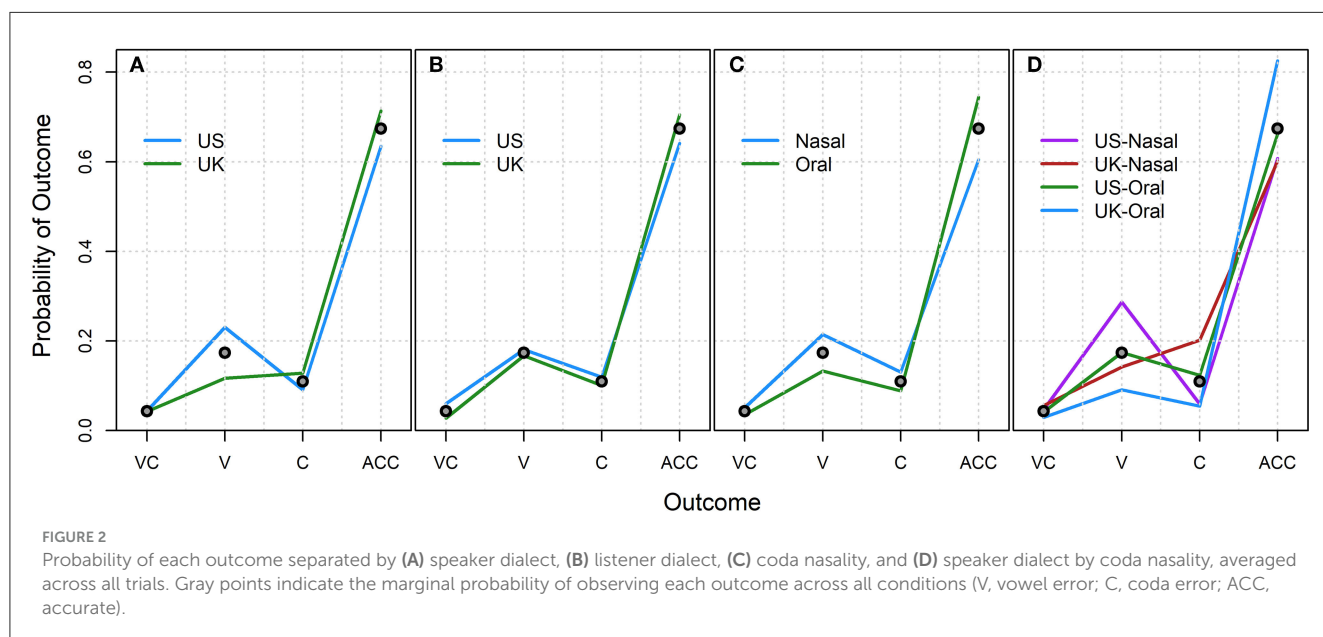 A
B
C
D
US
UK
US
UK
Nasal
Oral
US-Nasal
UK-Nasal
US-Oral
UK-Oral
Probability of Outcome
0.8
0.6
0.4
0.2
0.0
VC V C ACC
VC V C ACC
VC V C ACC
VC V C ACC
Outcome
FIGURE 2
Probability of each outcome separated by (A) speaker dialect, (B) listener dialect, (C) coda nasality, and (D) speaker dialect by coda nasality, averaged
across all trials. Gray points indicate the marginal probability of observing each outcome across all conditions (V, vowel error; C, coda error; ACC,
accurate).